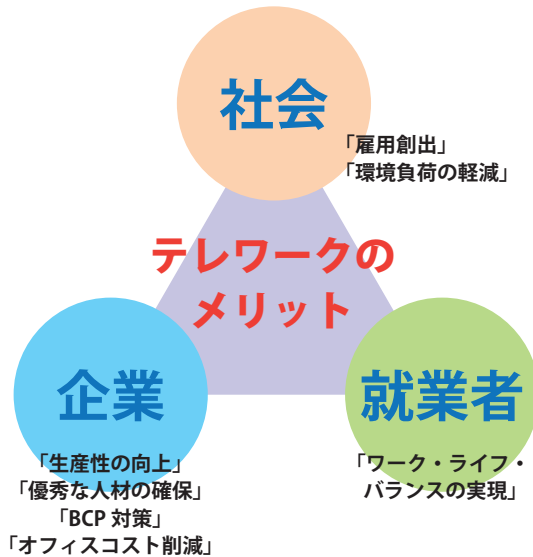 社会
「雇用創出」
「環境負荷の軽減」
テレワークの
メリット
企業
「生産性の向上」
「優秀な人材の確保」
「BCP 対策」
「オフィスコスト削減」
就業者
「ワーク・ライフ・
バランスの実現」